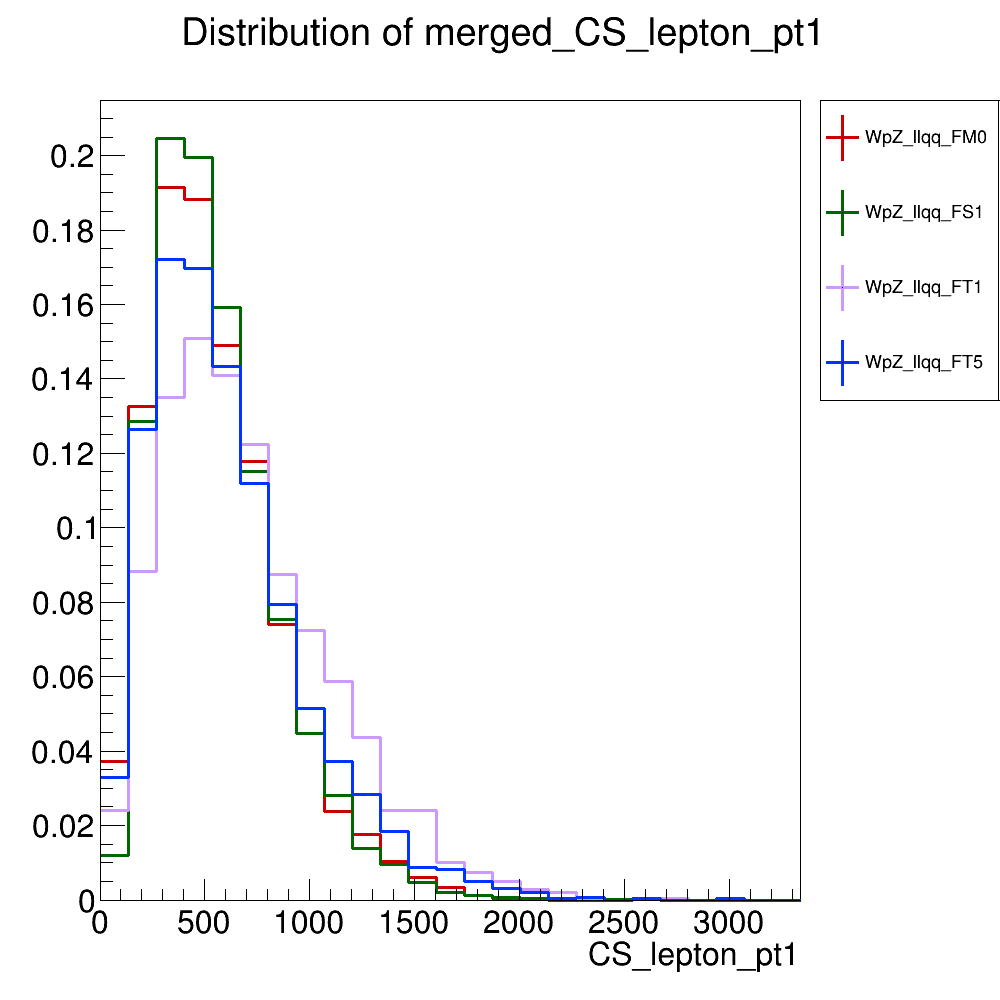 Distribution of merged_CS_lepton_pt1
WpZ_llqq_FM0
WpZ_llqq_FS1
WpZ_llqq_FT1
WpZ_llqq_FT5
0.2
0.18
0.16
0.14
0.12
0.1
0.08
0.06
0.04
0.02
0
0 500 1000 1500 2000 2500 3000
CS_lepton_pt1